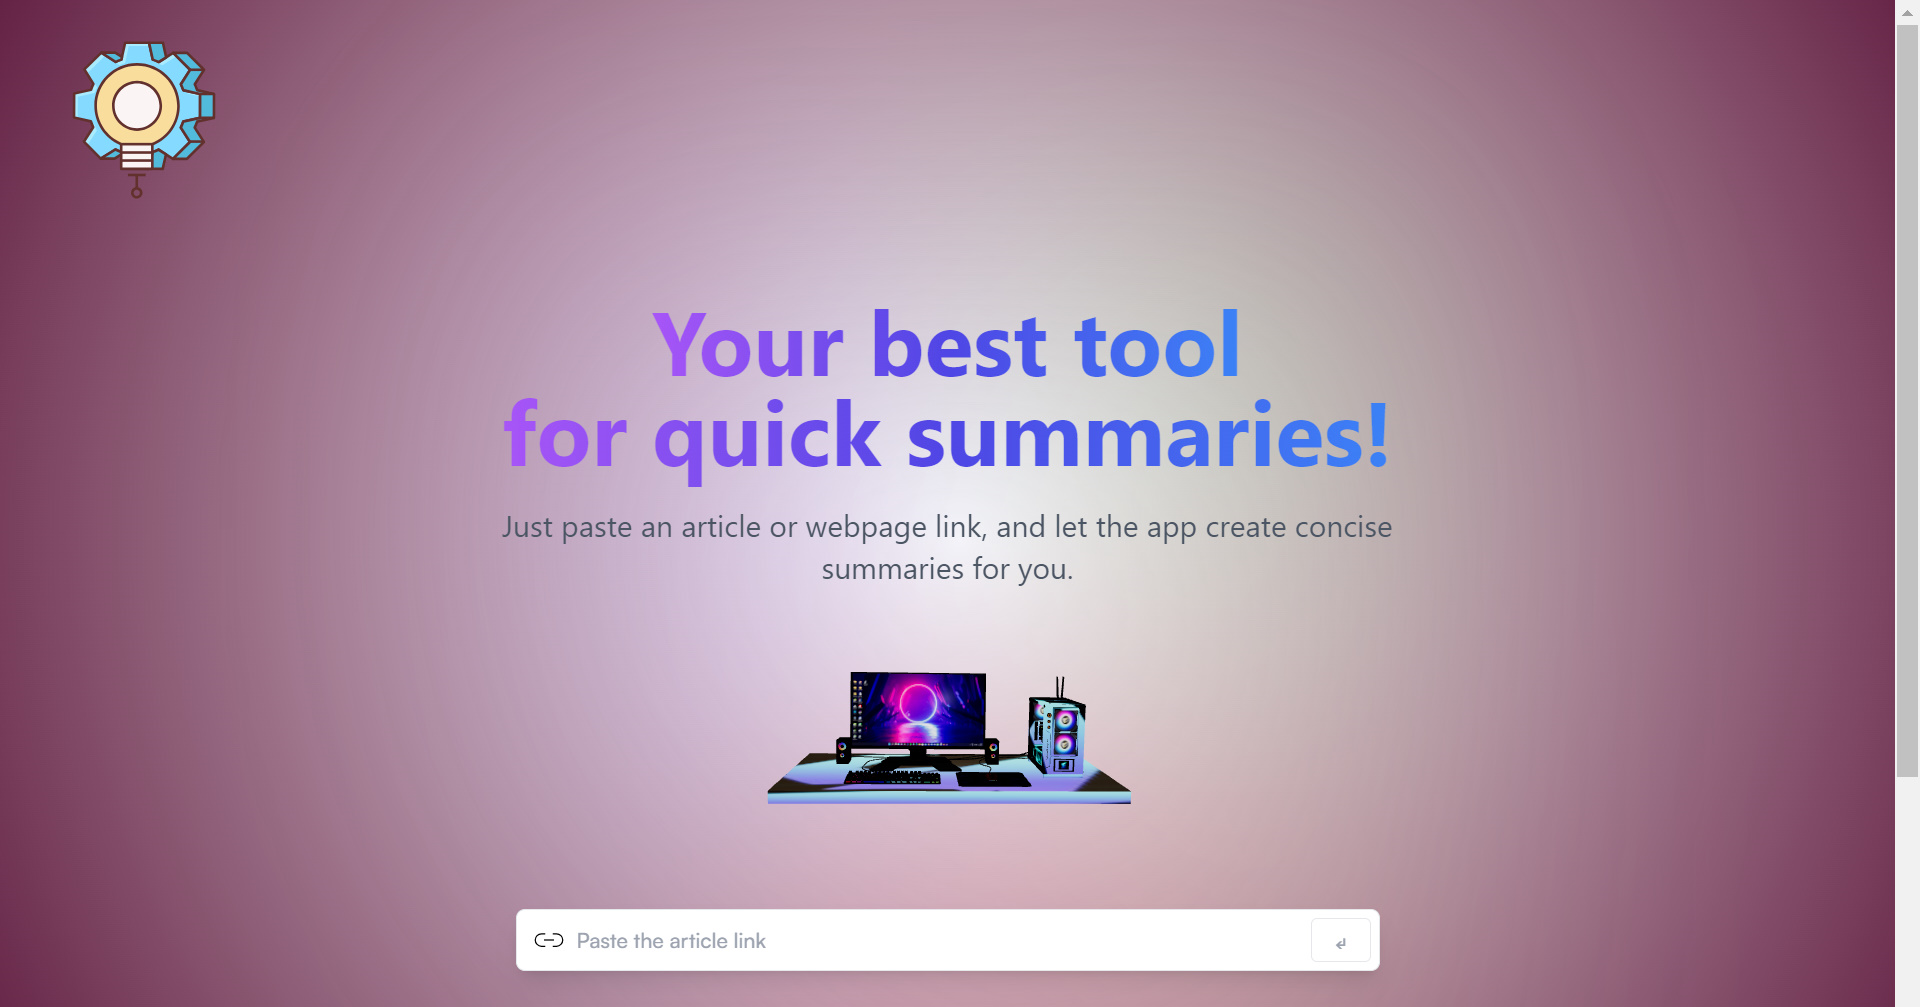 Your best tool
for quick summaries!
Just paste an article or webpage link, and let the app create concise
summaries for you.
Paste the article link